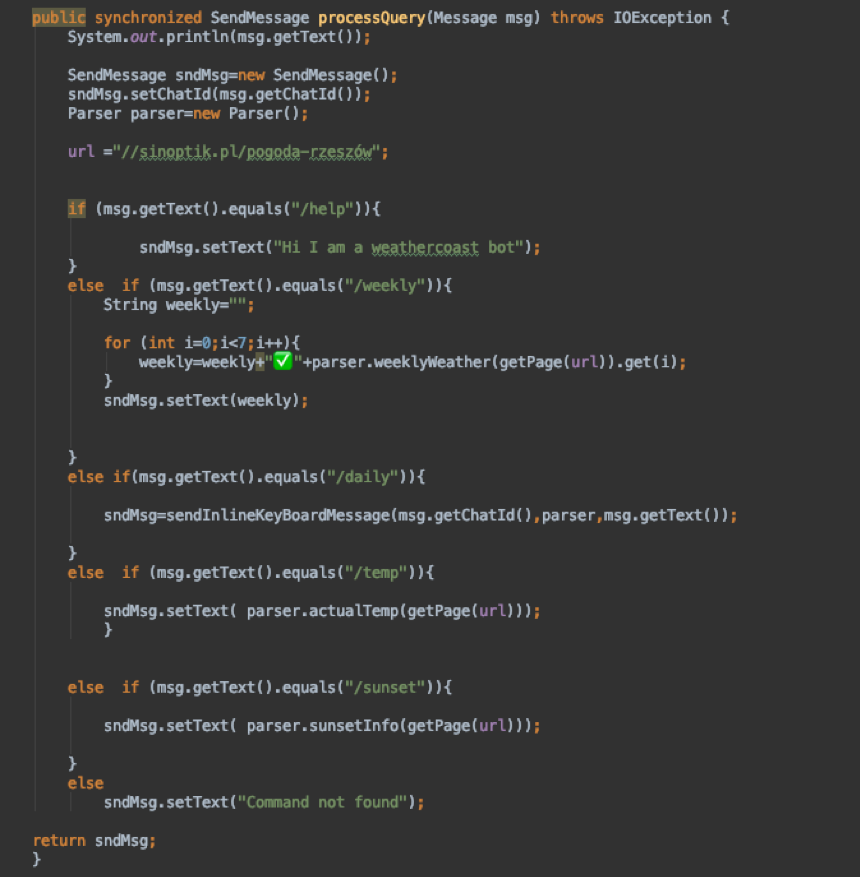 public synchronized SendMessage processQuery(Message msg) throws IOException {
System.out.println(msg.getText());
SendMessage sndMsg=new SendMessage();
sndMsg.setChatId(msg.getChatId());
Parser parser=new Parser();
url ="//sinoptik.pl/pogoda-rzeszów";
if (msg.getText().equals("/help")){
sndMsg.setText("Hi I am a weathercoast bot");
}
else  if (msg.getText().equals("/weekly")){
String weekly="";
for (int i=0;i<7;i++){
weekly=weekly+"✅"+parser.weeklyWeather(getPage(url)).get(i);
}
sndMsg.setText(weekly);
}
else if(msg.getText().equals("/daily")){
sndMsg=sendInlineKeyBoardMessage(msg.getChatId(),parser,msg.getText());
}
else  if (msg.getText().equals("/temp")){
sndMsg.setText( parser.actualTemp(getPage(url)));
}
else  if (msg.getText().equals("/sunset")){
sndMsg.setText( parser.sunsetInfo(getPage(url)));
}
else
sndMsg.setText("Command not found");
return sndMsg;
}